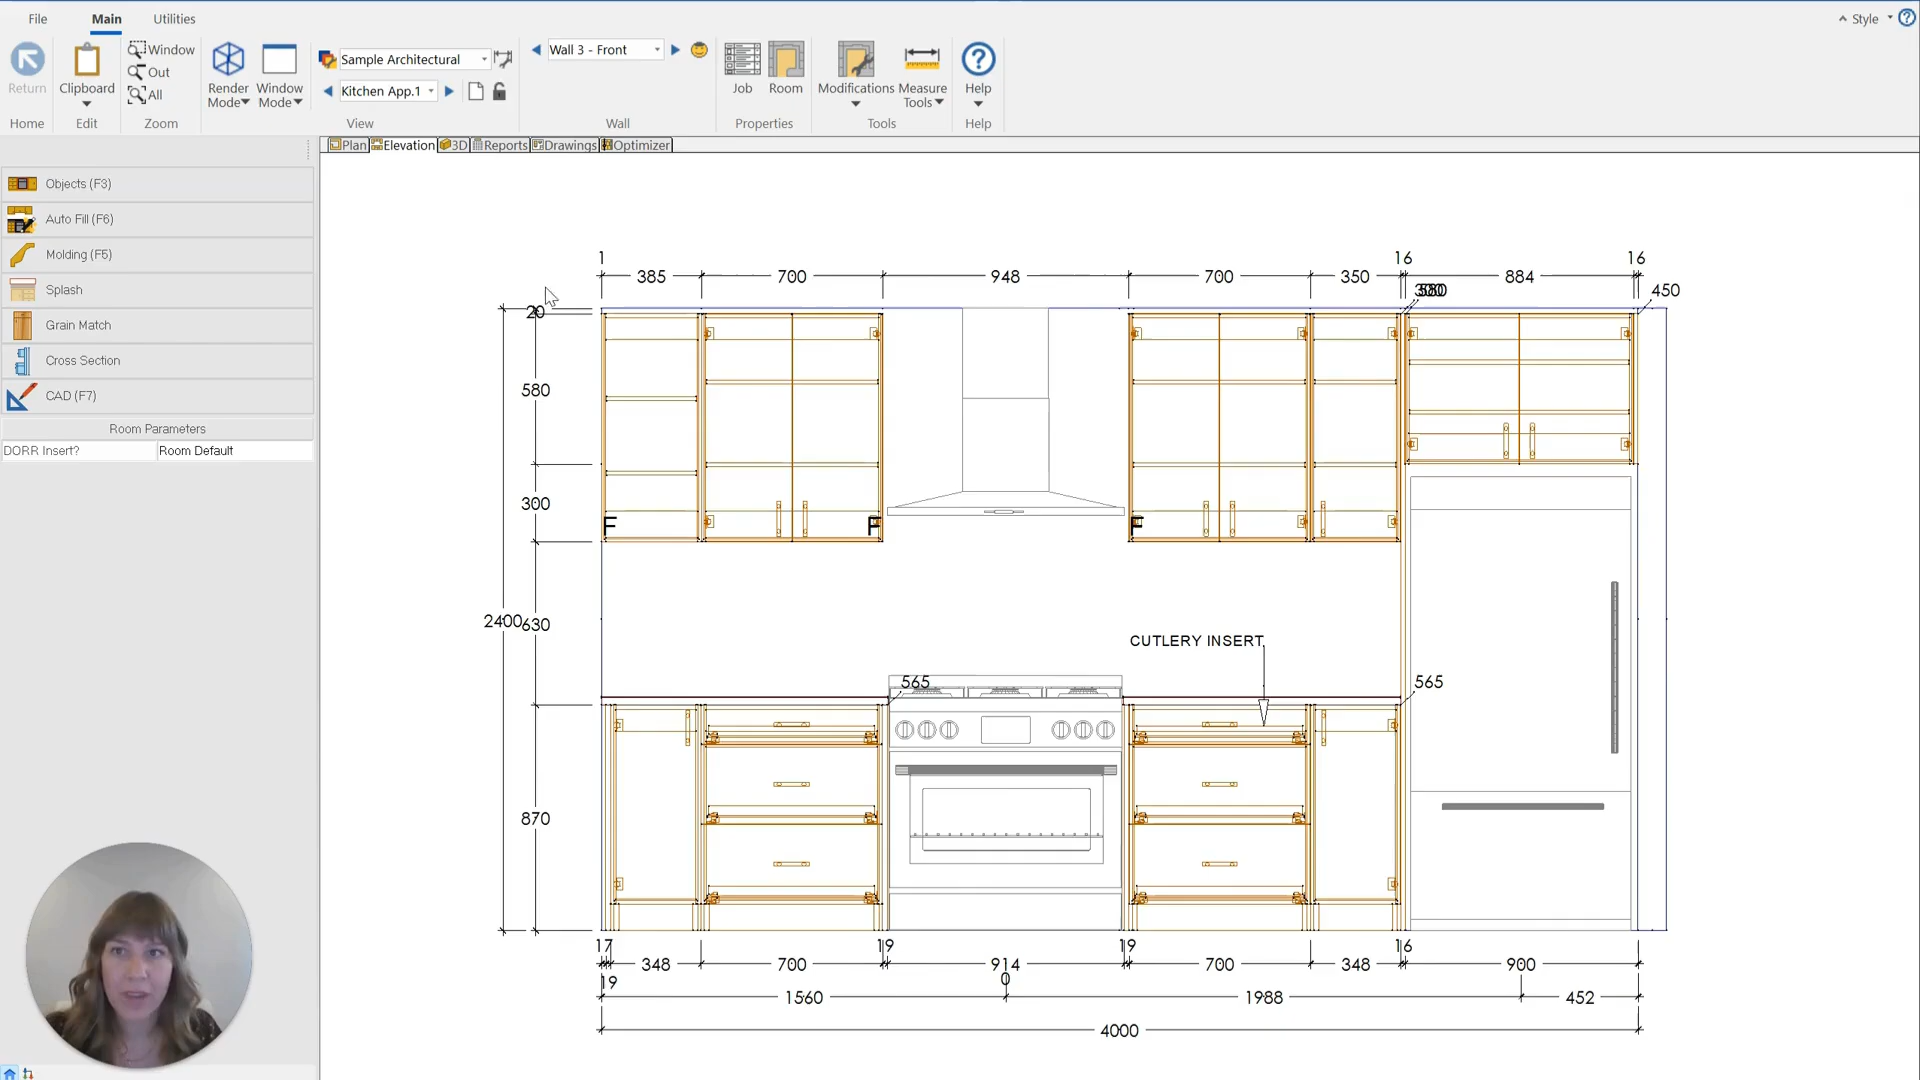 File Main Utilities Style
Return Clipboard Window Out All Render Mode Window Mode Sample Architectural Kitchen App.1 Wall 3 - Front Job Room Modifications Measure Tools Help
Home Edit Zoom View Wall Properties Tools Help
Plan Elevation 3D Reports Drawings Optimizer
Objects (F3)
Auto Fill (F6)
Molding (F5)
Splash
Grain Match
Cross Section
CAD (F7)
Room Parameters
DORR Insert? Room Default
1 16 16
385 700 948 700 350 884
450
20
580
300
F F F
2400 630
CUTLERY INSERT
565 565
870
17 19 19 16
348 700 914 700 348 900
19 0
1560 1988 452
4000